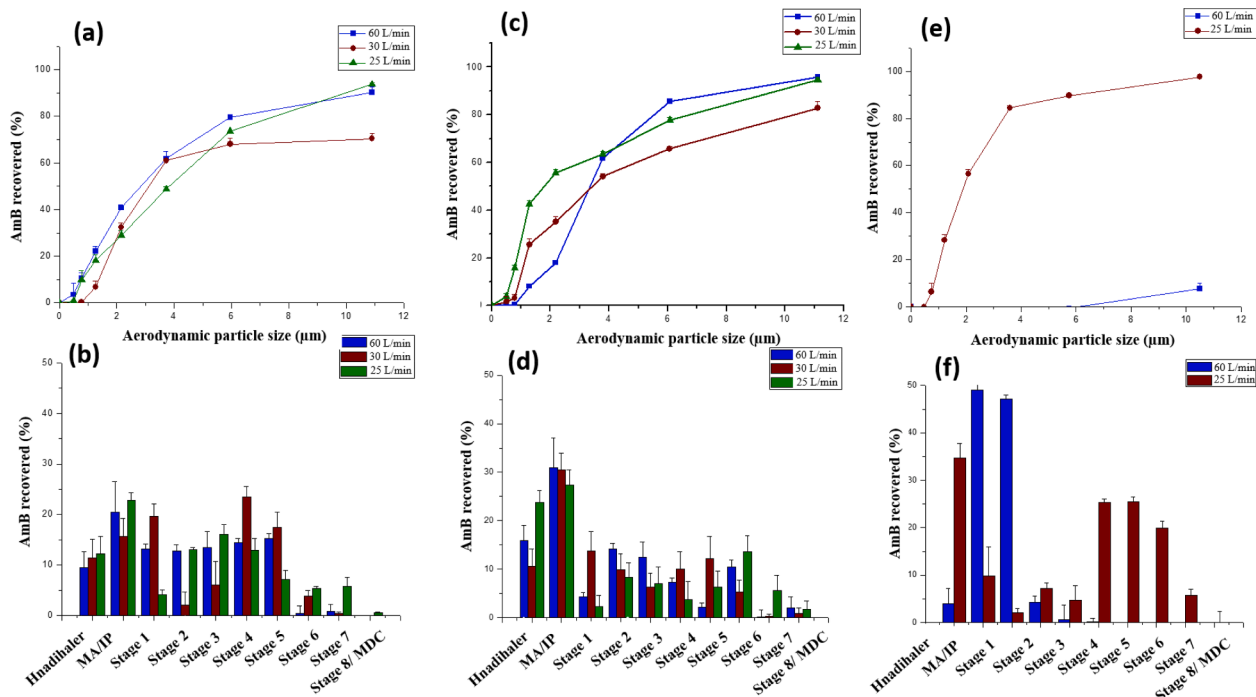 (a)
60 L/min
30 L/min
25 L/min
AmB recovered (%)
100
80
60
40
20
0
0 2 4 6 8 10 12
Aerodynamic particle size (μm)
(c)
60 L/min
30 L/min
25 L/min
AmB recovered (%)
100
80
60
40
20
0 2 4 6 8 10 12
Aerodynamic particle size (μm)
(e)
60 L/min
25 L/min
AmB recovered (%)
100
80
60
40
20
0
0 2 4 6 8 10 12
Aerodynamic particle size (μm)
(b)
60 L/min
30 L/min
25 L/min
AmB recovered (%)
50
40
30
20
10
0
Hnadihaler
MA/IP
Stage 1
Stage 2
Stage 3
Stage 4
Stage 5
Stage 6
Stage 7
Stage 8/ MDC
(d)
60 L/min
30 L/min
25 L/min
AmB recovered (%)
50
40
30
20
10
0
Hnadihaler
MA/IP
Stage 1
Stage 2
Stage 3
Stage 4
Stage 5
Stage 6
Stage 7
Stage 8/ MDC
(f)
60 L/min
25 L/min
AmB recovered (%)
50
40
30
20
10
0
Handihaler
MA/IP
Stage 1
Stage 2
Stage 3
Stage 4
Stage 5
Stage 6
Stage 7
Stage 8/ MDC